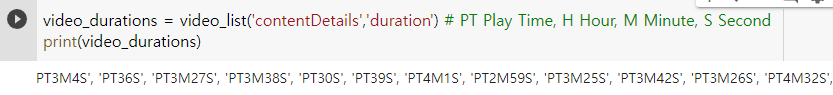 video_durations = video_list('contentDetails','duration') # PT Play Time, H Hour, M Minute, S Second
print(video_durations)
PT3M4S', 'PT36S', 'PT3M27S', 'PT3M38S', 'PT30S', 'PT39S', 'PT4M1S', 'PT2M59S', 'PT3M25S', 'PT3M42S', 'PT3M26S', 'PT4M32S',